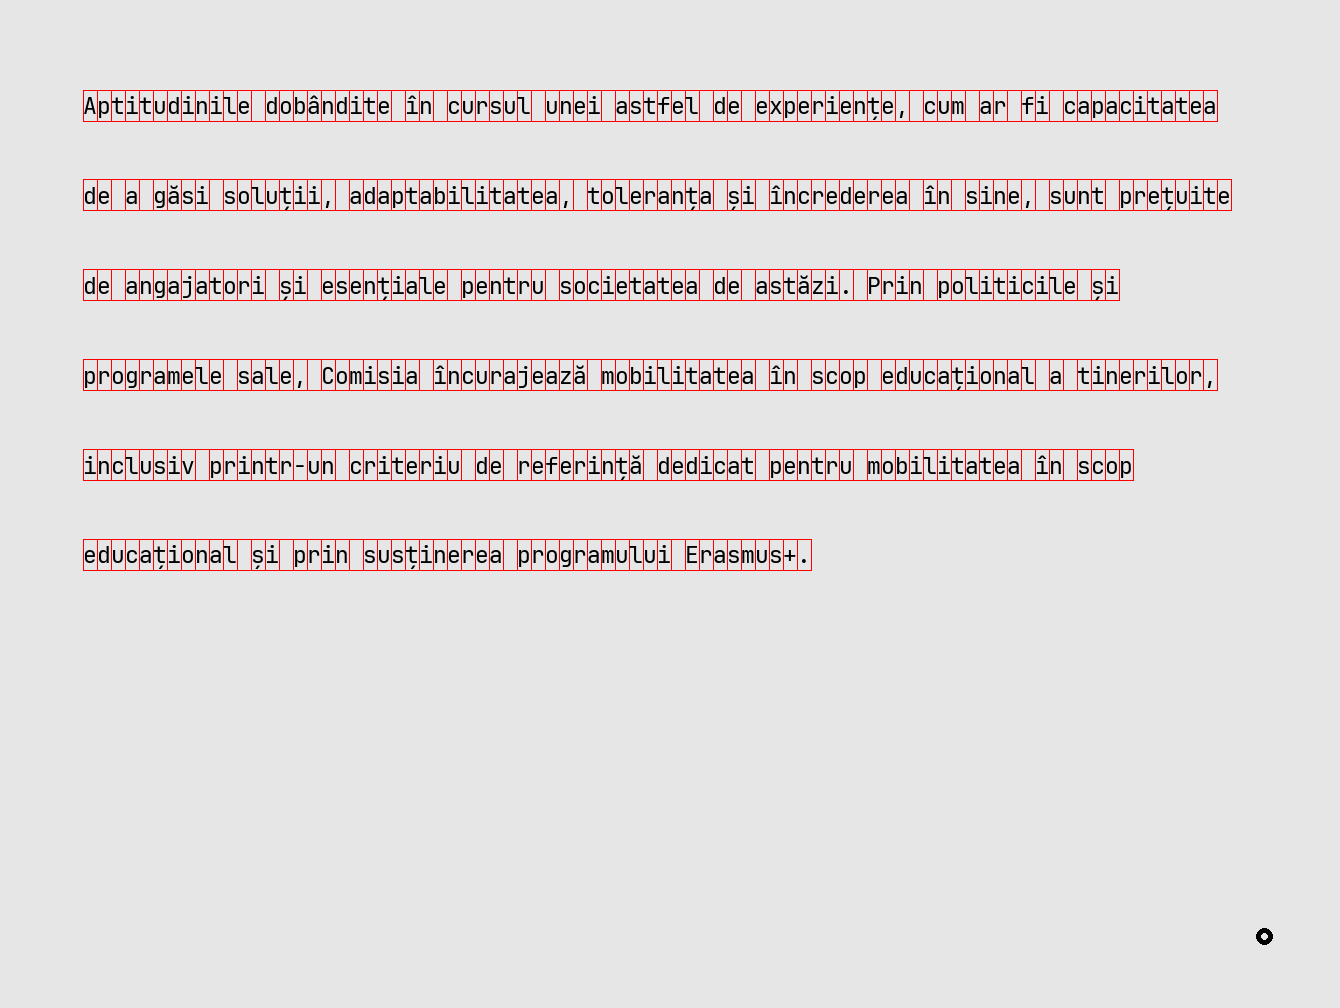 Aptitudinile dobândite în cursul unei astfel de experiențe, cum ar fi capacitatea
de a găsi soluții, adaptabilitatea, toleranța și încrederea în sine, sunt prețuite
de angajatori și esențiale pentru societatea de astăzi. Prin politicile și
programele sale, Comisia încurajează mobilitatea în scop educațional a tinerilor,
inclusiv printr-un criteriu de referință dedicat pentru mobilitatea în scop
educațional și prin susținerea programului Erasmus+.